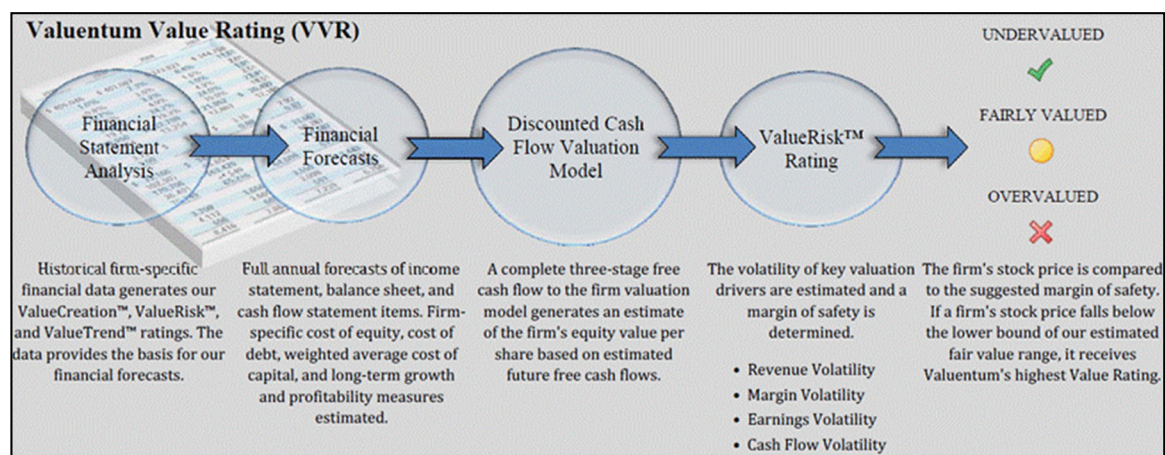 Valuentum Value Rating (VVR)
Financial
Statement
Analysis
Financial
Forecasts
Discounted Cash
Flow Valuation
Model
ValueRisk™
Rating
UNDERVALUED
FAIRLY VALUED
OVERVALUED
Historical firm-specific
financial data generates our
ValueCreation™, ValueRisk™,
and ValueTrend™ ratings. The
data provides the basis for our
financial forecasts.
Full annual forecasts of income
statement, balance sheet, and
cash flow statement items. Firm-
specific cost of equity, cost of
debt, weighted average cost of
capital, and long-term growth
and profitability measures
estimated.
A complete three-stage free
cash flow to the firm valuation
model generates an estimate
of the firm's equity value per
share based on estimated
future free cash flows.
The volatility of key valuation
drivers are estimated and a
margin of safety is
determined.
• Revenue Volatility
• Margin Volatility
• Earnings Volatility
• Cash Flow Volatility
The firm's stock price is compared
to the suggested margin of safety.
If a firm's stock price falls below
the lower bound of our estimated
fair value range, it receives
Valuentum's highest Value Rating.